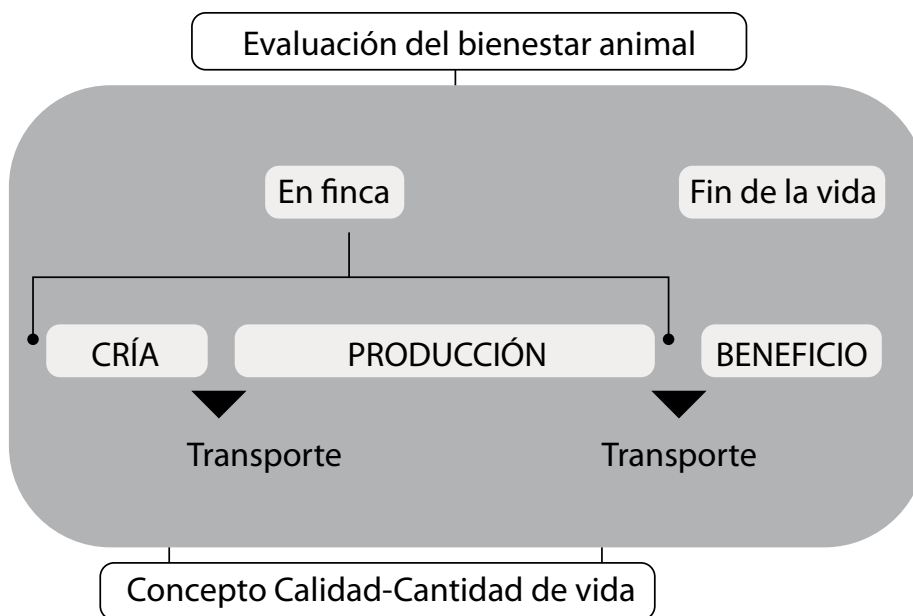 Evaluación del bienestar animal
En finca
Fin de la vida
CRÍA
PRODUCCIÓN
BENEFICIO
Transporte
Transporte
Concepto Calidad-Cantidad de vida